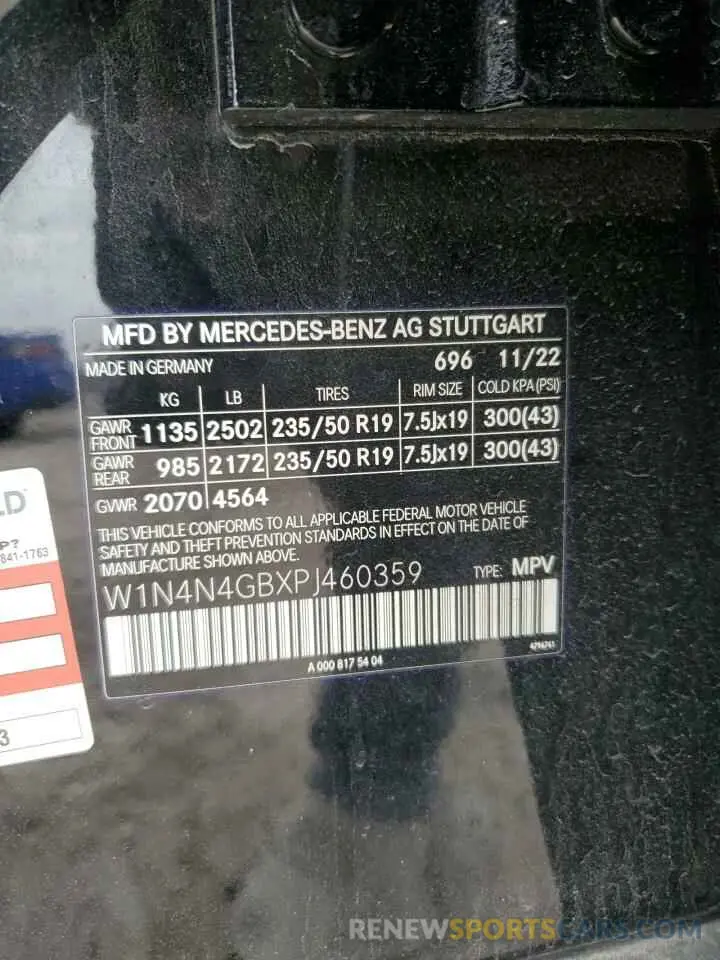 MFD BY MERCEDES-BENZ AG STUTTGART
MADE IN GERMANY 696 11/22
KG LB TIRES RIM SIZE COLD KPA (PSI)
GAWR FRONT 1135 2502 235/50 R19 7.5Jx19 300(43)
GAWR REAR 985 2172 235/50 R19 7.5Jx19 300(43)
GVWR 2070 4564
THIS VEHICLE CONFORMS TO ALL APPLICABLE FEDERAL MOTOR VEHICLE
SAFETY AND THEFT PREVENTION STANDARDS IN EFFECT ON THE DATE OF
MANUFACTURE SHOWN ABOVE.
W1N4N4GBXPJ460359 TYPE: MPV
A 000 817 54 04
LD
P?
841-1763
3
RENEWSPORTSCARS.COM